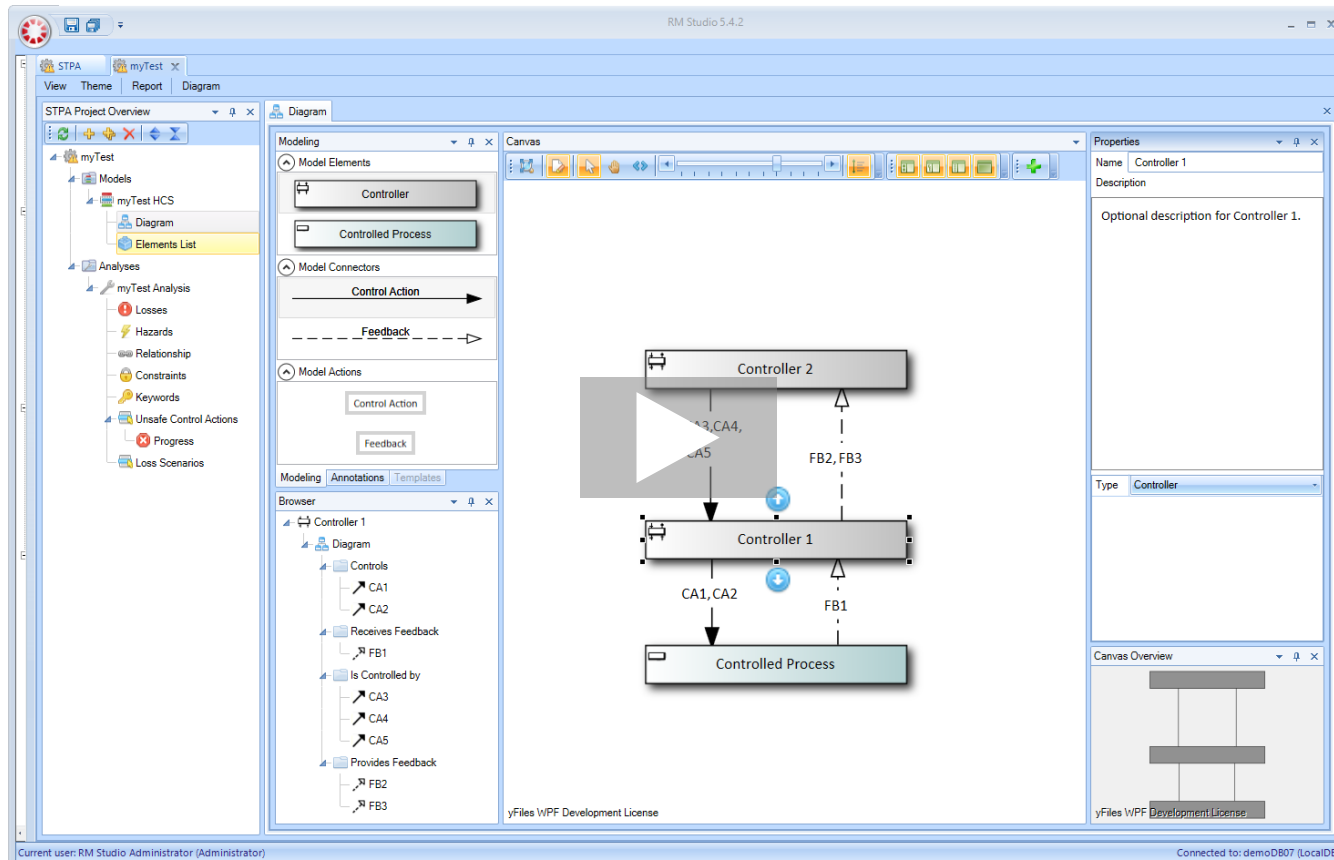 RM Studio 5.4.2
STPA
myTest
View Theme Report Diagram
STPA Project Overview
myTest
Models
myTest HCS
Diagram
Elements List
Analyses
myTest Analysis
Losses
Hazards
Relationship
Constraints
Keywords
Unsafe Control Actions
Progress
Loss Scenarios
Diagram
Modeling
Model Elements
Controller
Controlled Process
Model Connectors
Control Action
Feedback
Model Actions
Control Action
Feedback
Modeling Annotations Templates
Browser
Controller 1
Diagram
Controls
CA1
CA2
Receives Feedback
FB1
Is Controlled by
CA3
CA4
CA5
Provides Feedback
FB2
FB3
Canvas
Controller 2
CA3,CA4,
CA5
FB2,FB3
Controller 1
CA1,CA2
FB1
Controlled Process
yFiles WPF Development License
Properties
Name Controller 1
Description
Optional description for Controller 1.
Type Controller
Canvas Overview
yFiles WPF Development License
Current user: RM Studio Administrator (Administrator)
Connected to: demoDB07 (LocalDB